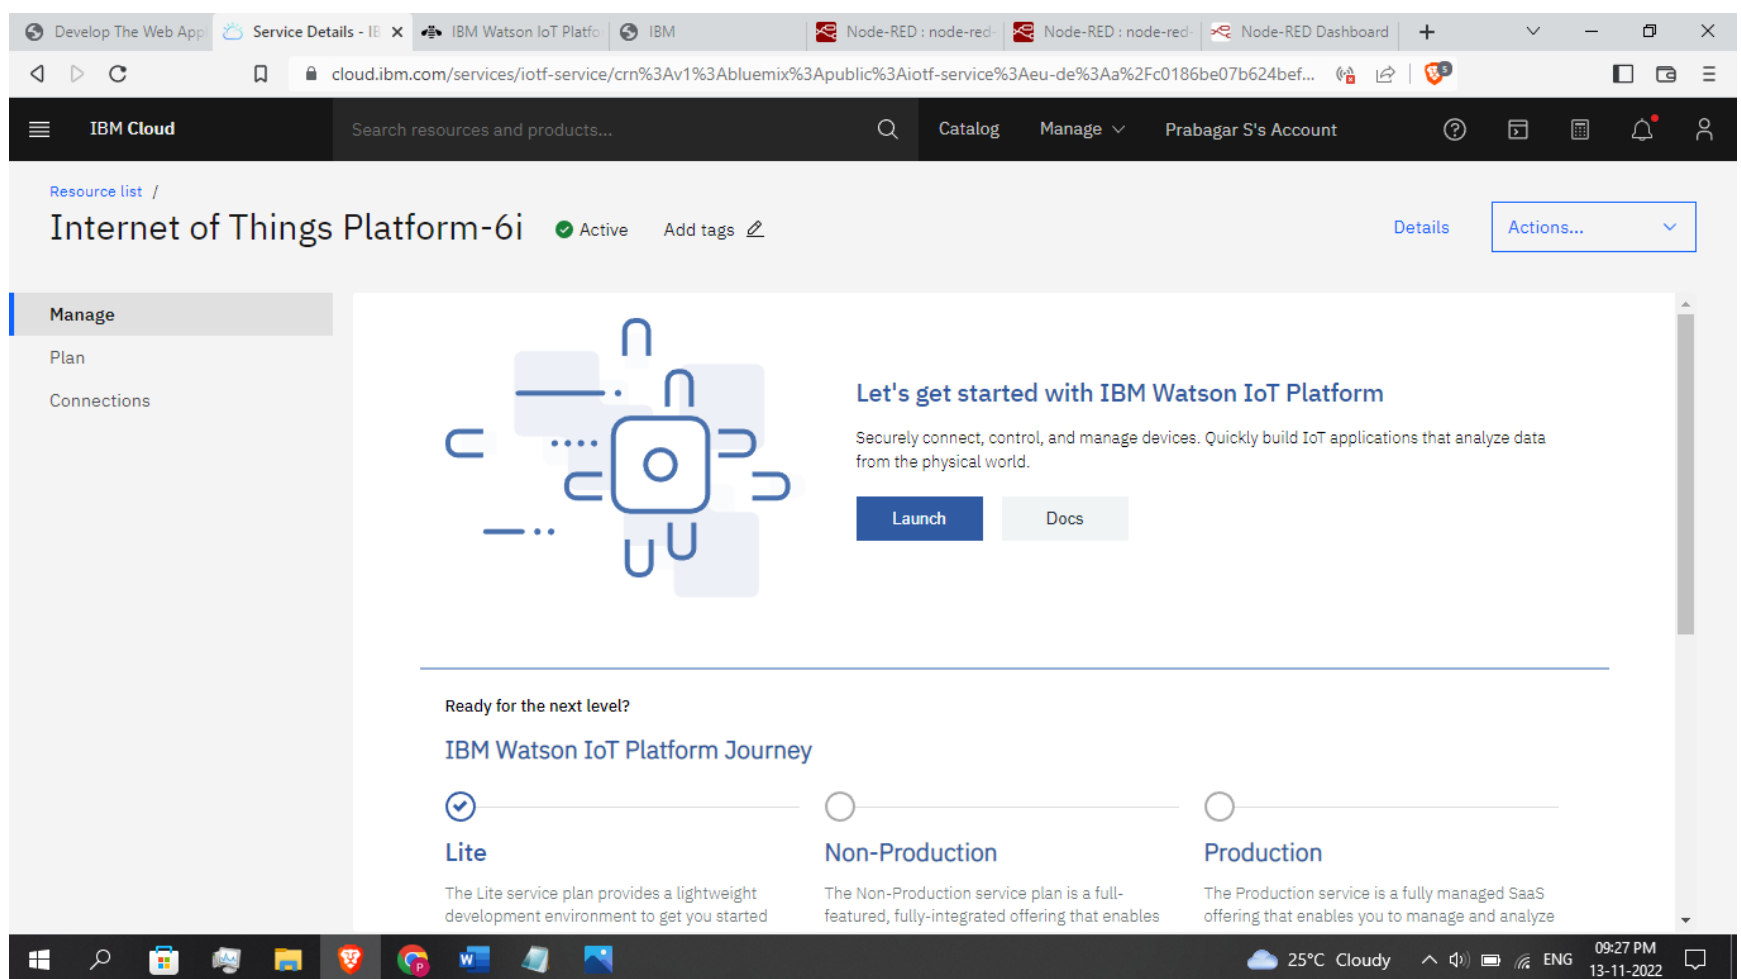 Develop The Web App
Service Details - IB
IBM Watson IoT Platfo
IBM
Node-RED : node-red-
Node-RED : node-red-
Node-RED Dashboard
cloud.ibm.com/services/iotf-service/crn%3Av1%3Abluemix%3Apublic%3Aiotf-service%3Aeu-de%3Aa%2Fc0186be07b624bef...
5
IBM Cloud
Search resources and products...
Catalog
Manage
Prabagar S's Account
Resource list /
Internet of Things Platform-6i
Active
Add tags
Details
Actions...
Manage
Plan
Connections
Let's get started with IBM Watson IoT Platform
Securely connect, control, and manage devices. Quickly build IoT applications that analyze data
from the physical world.
Launch
Docs
Ready for the next level?
IBM Watson IoT Platform Journey
Lite
The Lite service plan provides a lightweight
development environment to get you started
Non-Production
The Non-Production service plan is a full-
featured, fully-integrated offering that enables
Production
The Production service is a fully managed SaaS
offering that enables you to manage and analyze
P
W
25°C Cloudy
ENG
09:27 PM
13-11-2022